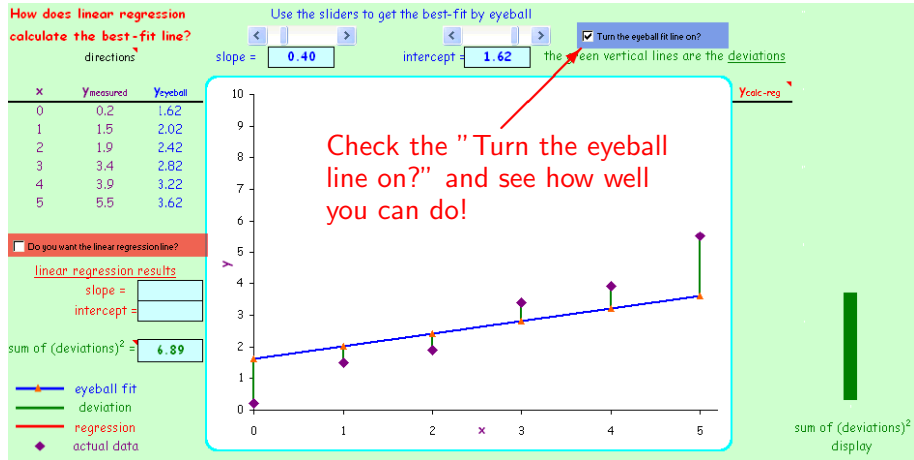 How does linear regression
calculate the best-fit line?
directions
Use the sliders to get the best-fit by eyeball
slope = 0.40
intercept = 1.62
Turn the eyeball fit line on?
the green vertical lines are the deviations
x ymeasured yeyeball
0 0.2 1.62
1 1.5 2.02
2 1.9 2.42
3 3.4 2.82
4 3.9 3.22
5 5.5 3.62
ycalc-reg
Do you want the linear regression line?
linear regression results
slope =
intercept =
sum of (deviations)² = 6.89
eyeball fit
deviation
regression
actual data
Check the "Turn the eyeball
line on?" and see how well
you can do!
10
9
8
7
6
5
4
3
2
1
0
y
0 1 2 3 4 5
x
sum of (deviations)²
display